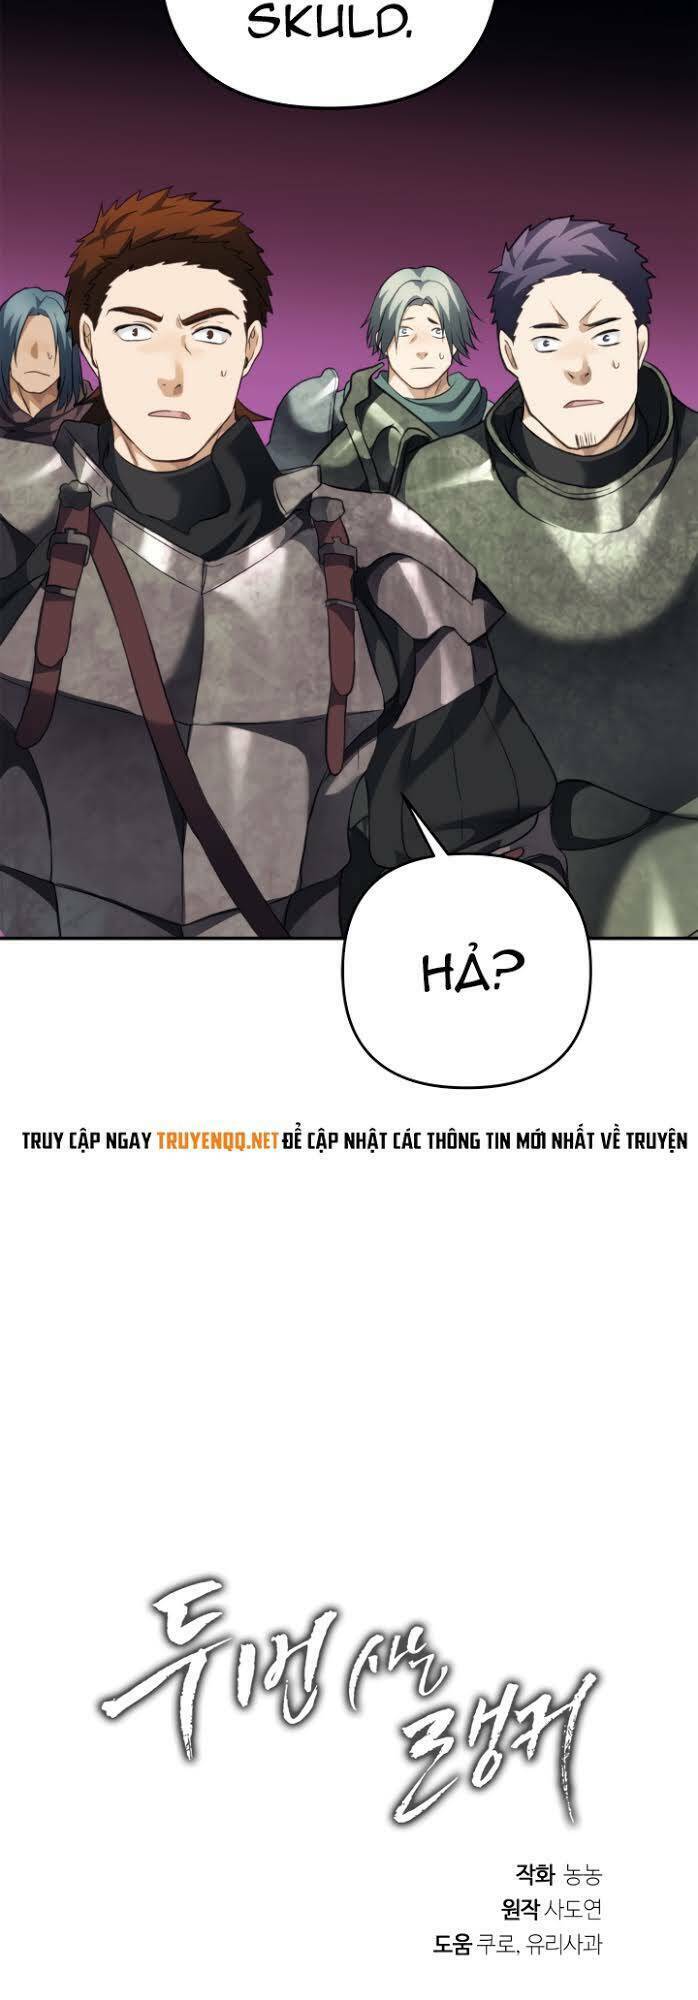 SKULD.
HẢ?
TRUY CẬP NGAY TRUYENQQ.NET ĐỂ CẬP NHẬT CÁC THÔNG TIN MỚI NHẤT VỀ TRUYỆN
두번 사는
랭커
작화 농농
원작 사도연
도움 쿠로, 유리사과